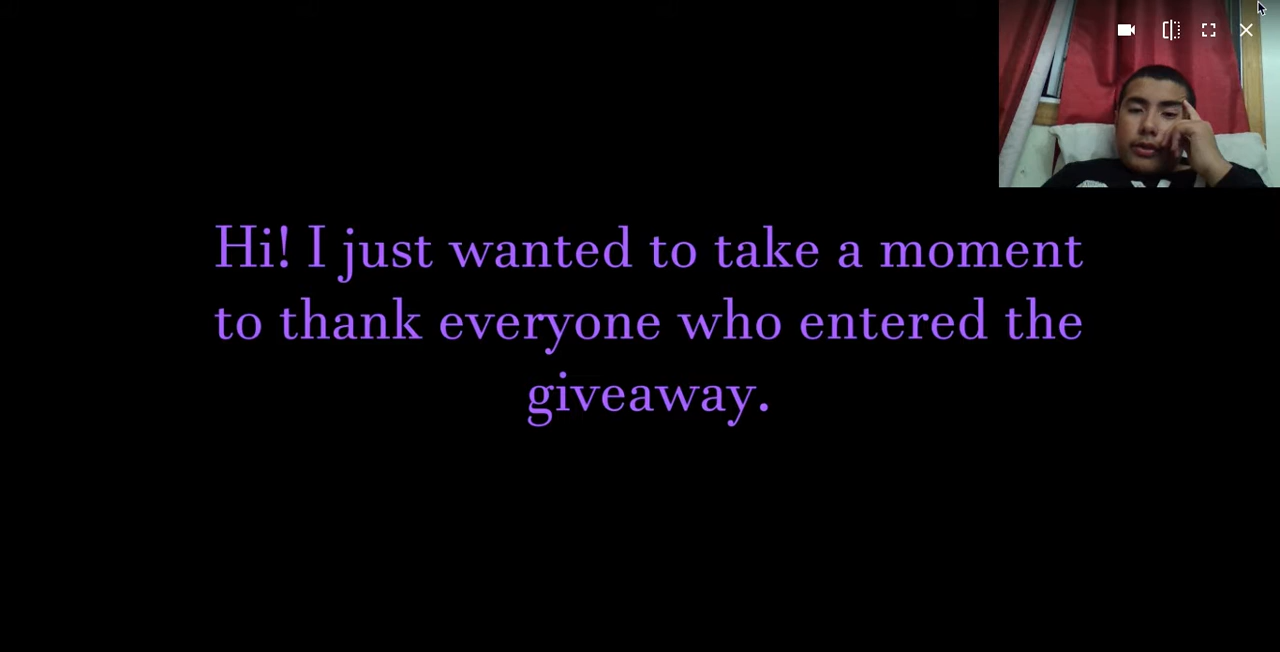 Hi! I just wanted to take a moment
to thank everyone who entered the
giveaway.